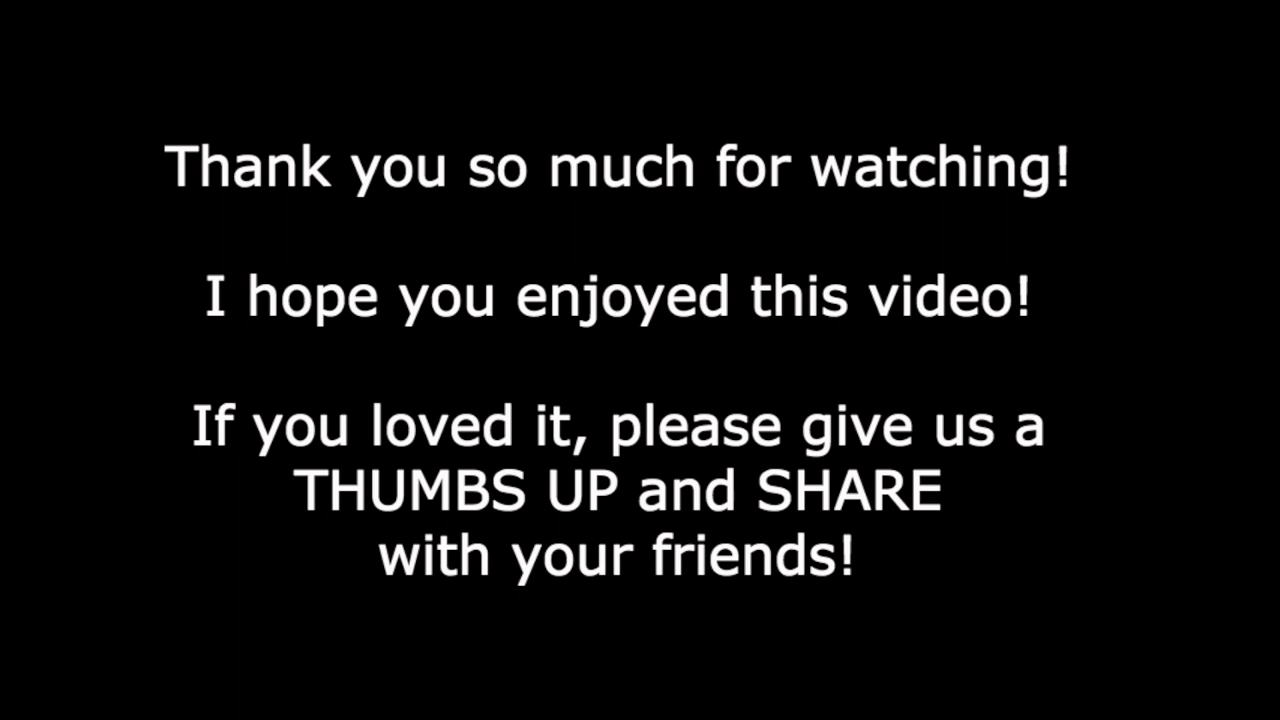 Thank you so much for watching!
I hope you enjoyed this video!
If you loved it, please give us a
THUMBS UP and SHARE
with your friends!